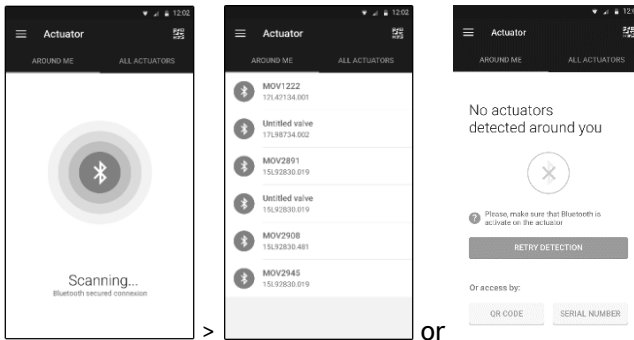 12:02
Actuator
AROUND ME
ALL ACTUATORS
Scanning...
Bluetooth secured connexion
>
12:02
Actuator
AROUND ME
ALL ACTUATORS
MOV1222
12L42134.001
Untitled valve
17L98734.002
MOV2891
15L92830.019
Untitled valve
15L92830.019
MOV2908
15L92830.481
MOV2945
15L92830.019
or
12:0
Actuator
AROUND ME
ALL ACTUATORS
No actuators
detected around you
? Please, make sure that Bluetooth is
activate on the actuator
RETRY DETECTION
Or access by:
QR CODE
SERIAL NUMBER